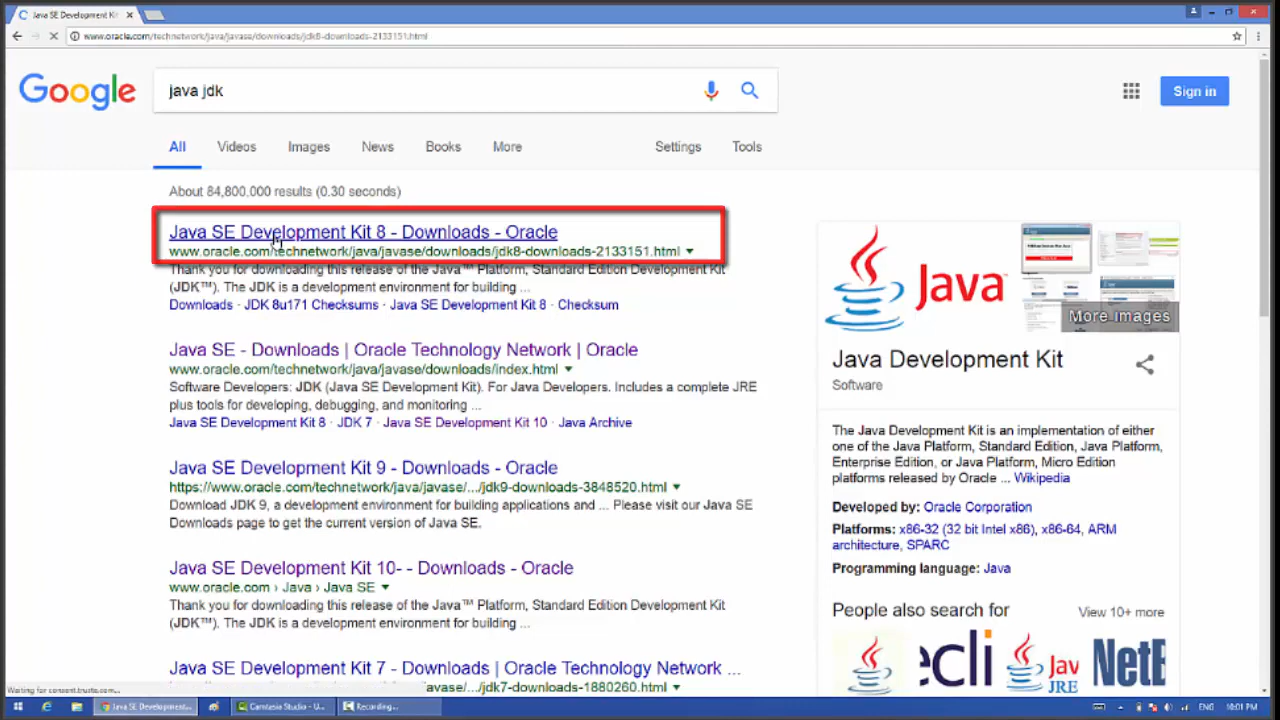 Java SE Development Ki
www.oracle.com/technetwork/java/javase/downloads/jdk8-downloads-2133151.html
Google
java jdk
Sign in
All Videos Images News Books More Settings Tools
About 84,800,000 results (0.30 seconds)
Java SE Development Kit 8 - Downloads - Oracle
www.oracle.com/technetwork/java/javase/downloads/jdk8-downloads-2133151.html
Thank you for downloading this release of the Java™ Platform, Standard Edition Development Kit
(JDK™). The JDK is a development environment for building ...
Downloads · JDK 8u171 Checksums · Java SE Development Kit 8 · Checksum
Java SE - Downloads | Oracle Technology Network | Oracle
www.oracle.com/technetwork/java/javase/downloads/index.html
Software Developers: JDK (Java SE Development Kit). For Java Developers. Includes a complete JRE
plus tools for developing, debugging, and monitoring ...
Java SE Development Kit 8 · JDK 7 · Java SE Development Kit 10 · Java Archive
Java SE Development Kit 9 - Downloads - Oracle
https://www.oracle.com/technetwork/java/javase/.../jdk9-downloads-3848520.html
Download JDK 9, a development environment for building applications and ... Please visit our Java SE
Downloads page to get the current version of Java SE.
Java SE Development Kit 10- - Downloads - Oracle
www.oracle.com › Java › Java SE
Thank you for downloading this release of the Java™ Platform, Standard Edition Development Kit
(JDK™). The JDK is a development environment for building ...
Java SE Development Kit 7 - Downloads | Oracle Technology Network ...
avase/.../jdk7-downloads-1880260.html
Java™
More images
Java Development Kit
Software
The Java Development Kit is an implementation of either
one of the Java Platform, Standard Edition, Java Platform,
Enterprise Edition, or Java Platform, Micro Edition
platforms released by Oracle ... Wikipedia
Developed by: Oracle Corporation
Platforms: x86-32 (32 bit Intel x86), x86-64, ARM
architecture, SPARC
Programming language: Java
People also search for View 10+ more
ecli
Jav
JRE
NetB
Waiting for consent.truste.com...
Java SE Development... Camtasia Studio - U... Recording... ENG 10:01 PM